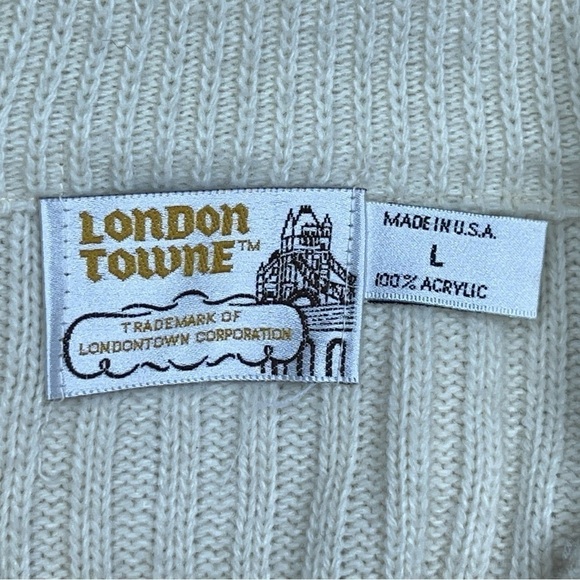 LONDON
TOWNE™
TRADEMARK OF
LONDONTOWN CORPORATION
MADE IN U.S.A.
L
100% ACRYLIC